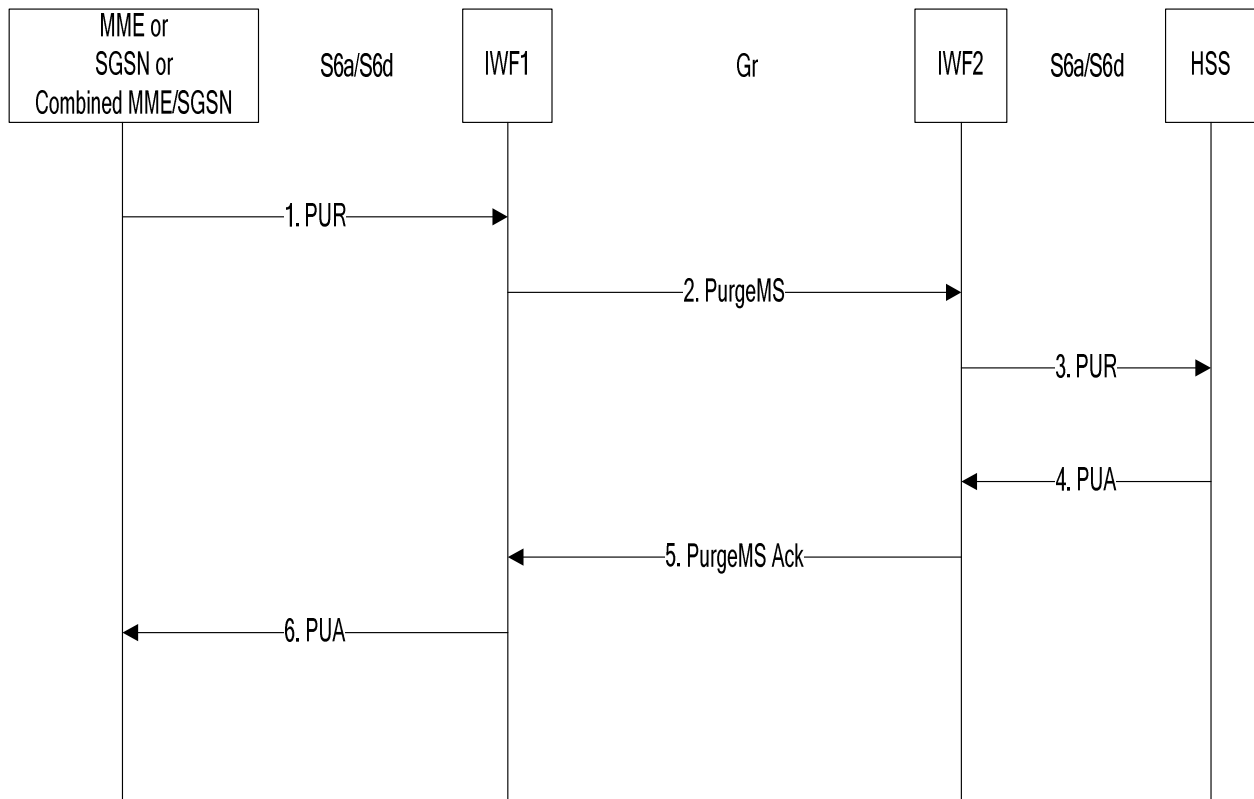 MME or
SGSN or
Combined MME/SGSN
S6a/S6d
IWF1
Gr
IWF2
S6a/S6d
HSS
1. PUR
2. PurgeMS
3. PUR
4. PUA
5. PurgeMS Ack
6. PUA